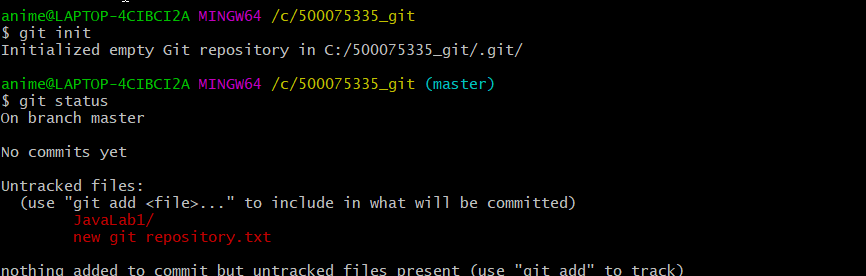 anime@LAPTOP-4CIBCI2A MINGW64 /c/500075335_git
$ git init
Initialized empty Git repository in C:/500075335_git/.git/
anime@LAPTOP-4CIBCI2A MINGW64 /c/500075335_git (master)
$ git status
On branch master
No commits yet
Untracked files:
  (use "git add <file>..." to include in what will be committed)
        JavaLab1/
        new git repository.txt
nothing added to commit but untracked files present (use "git add" to track)